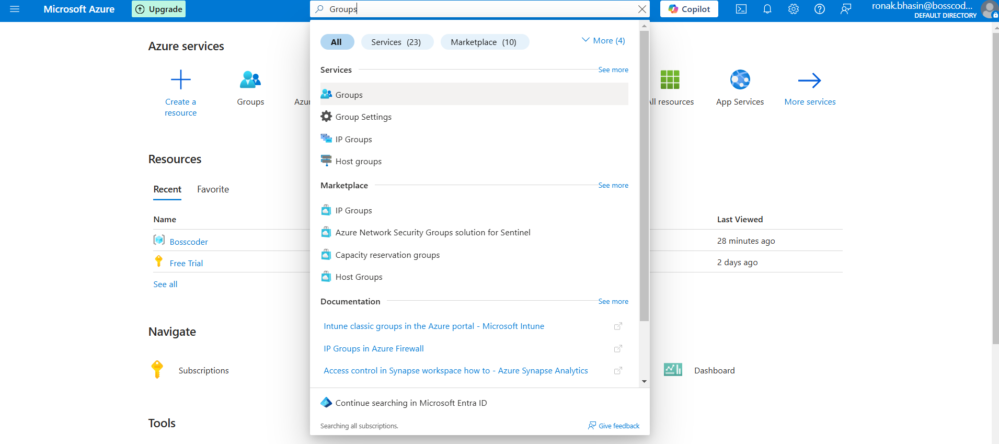 Microsoft Azure
Upgrade
Groups
Copilot
ronak.bhasin@bosscod...
DEFAULT DIRECTORY
Azure services
Create a
resource
Groups
Azur
All resources
App Services
More services
All
Services (23)
Marketplace (10)
More (4)
Services
See more
Groups
Group Settings
IP Groups
Host groups
Marketplace
See more
IP Groups
Azure Network Security Groups solution for Sentinel
Capacity reservation groups
Host Groups
Documentation
See more
Intune classic groups in the Azure portal - Microsoft Intune
IP Groups in Azure Firewall
Access control in Synapse workspace how to - Azure Synapse Analytics
Continue searching in Microsoft Entra ID
Searching all subscriptions.
Give feedback
Resources
Recent
Favorite
Name
Last Viewed
Bosscoder
28 minutes ago
Free Trial
2 days ago
See all
Navigate
Subscriptions
Dashboard
Tools